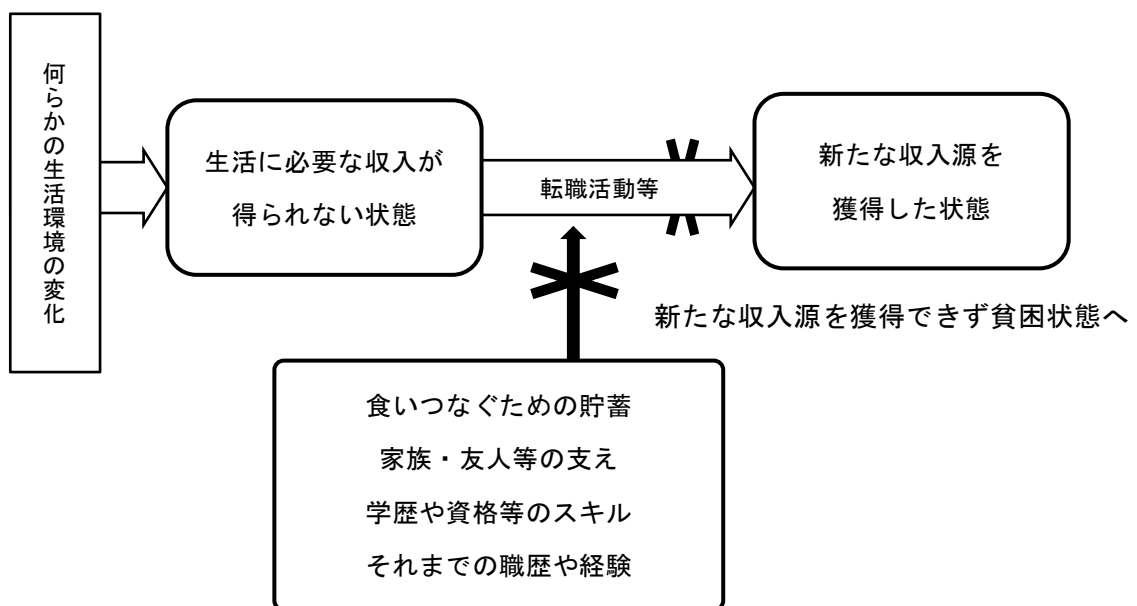 何らかの生活環境の変化
生活に必要な収入が
得られない状態
転職活動等
新たな収入源を
獲得した状態
新たな収入源を獲得できず貧困状態へ
食いつなぐための貯蓄
家族・友人等の支え
学歴や資格等のスキル
それまでの職歴や経験